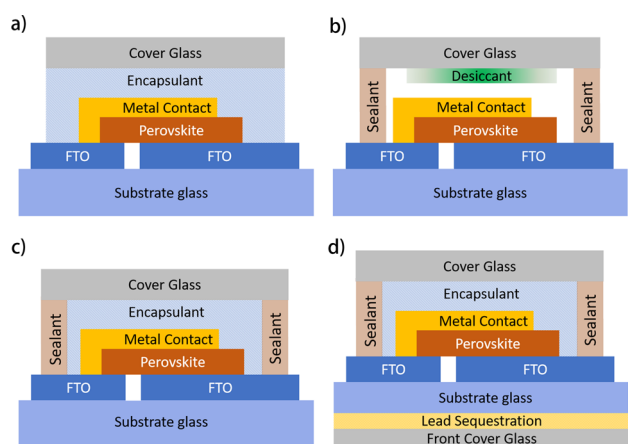 a)
Cover Glass
Encapsulant
Metal Contact
Perovskite
FTO FTO
Substrate glass
b)
Cover Glass
Desiccant
Sealant Sealant
Metal Contact
Perovskite
FTO FTO
Substrate glass
c)
Cover Glass
Encapsulant
Sealant Sealant
Metal Contact
Perovskite
FTO FTO
Substrate glass
d)
Cover Glass
Encapsulant
Sealant Sealant
Metal Contact
Perovskite
FTO FTO
Substrate glass
Lead Sequestration
Front Cover Glass